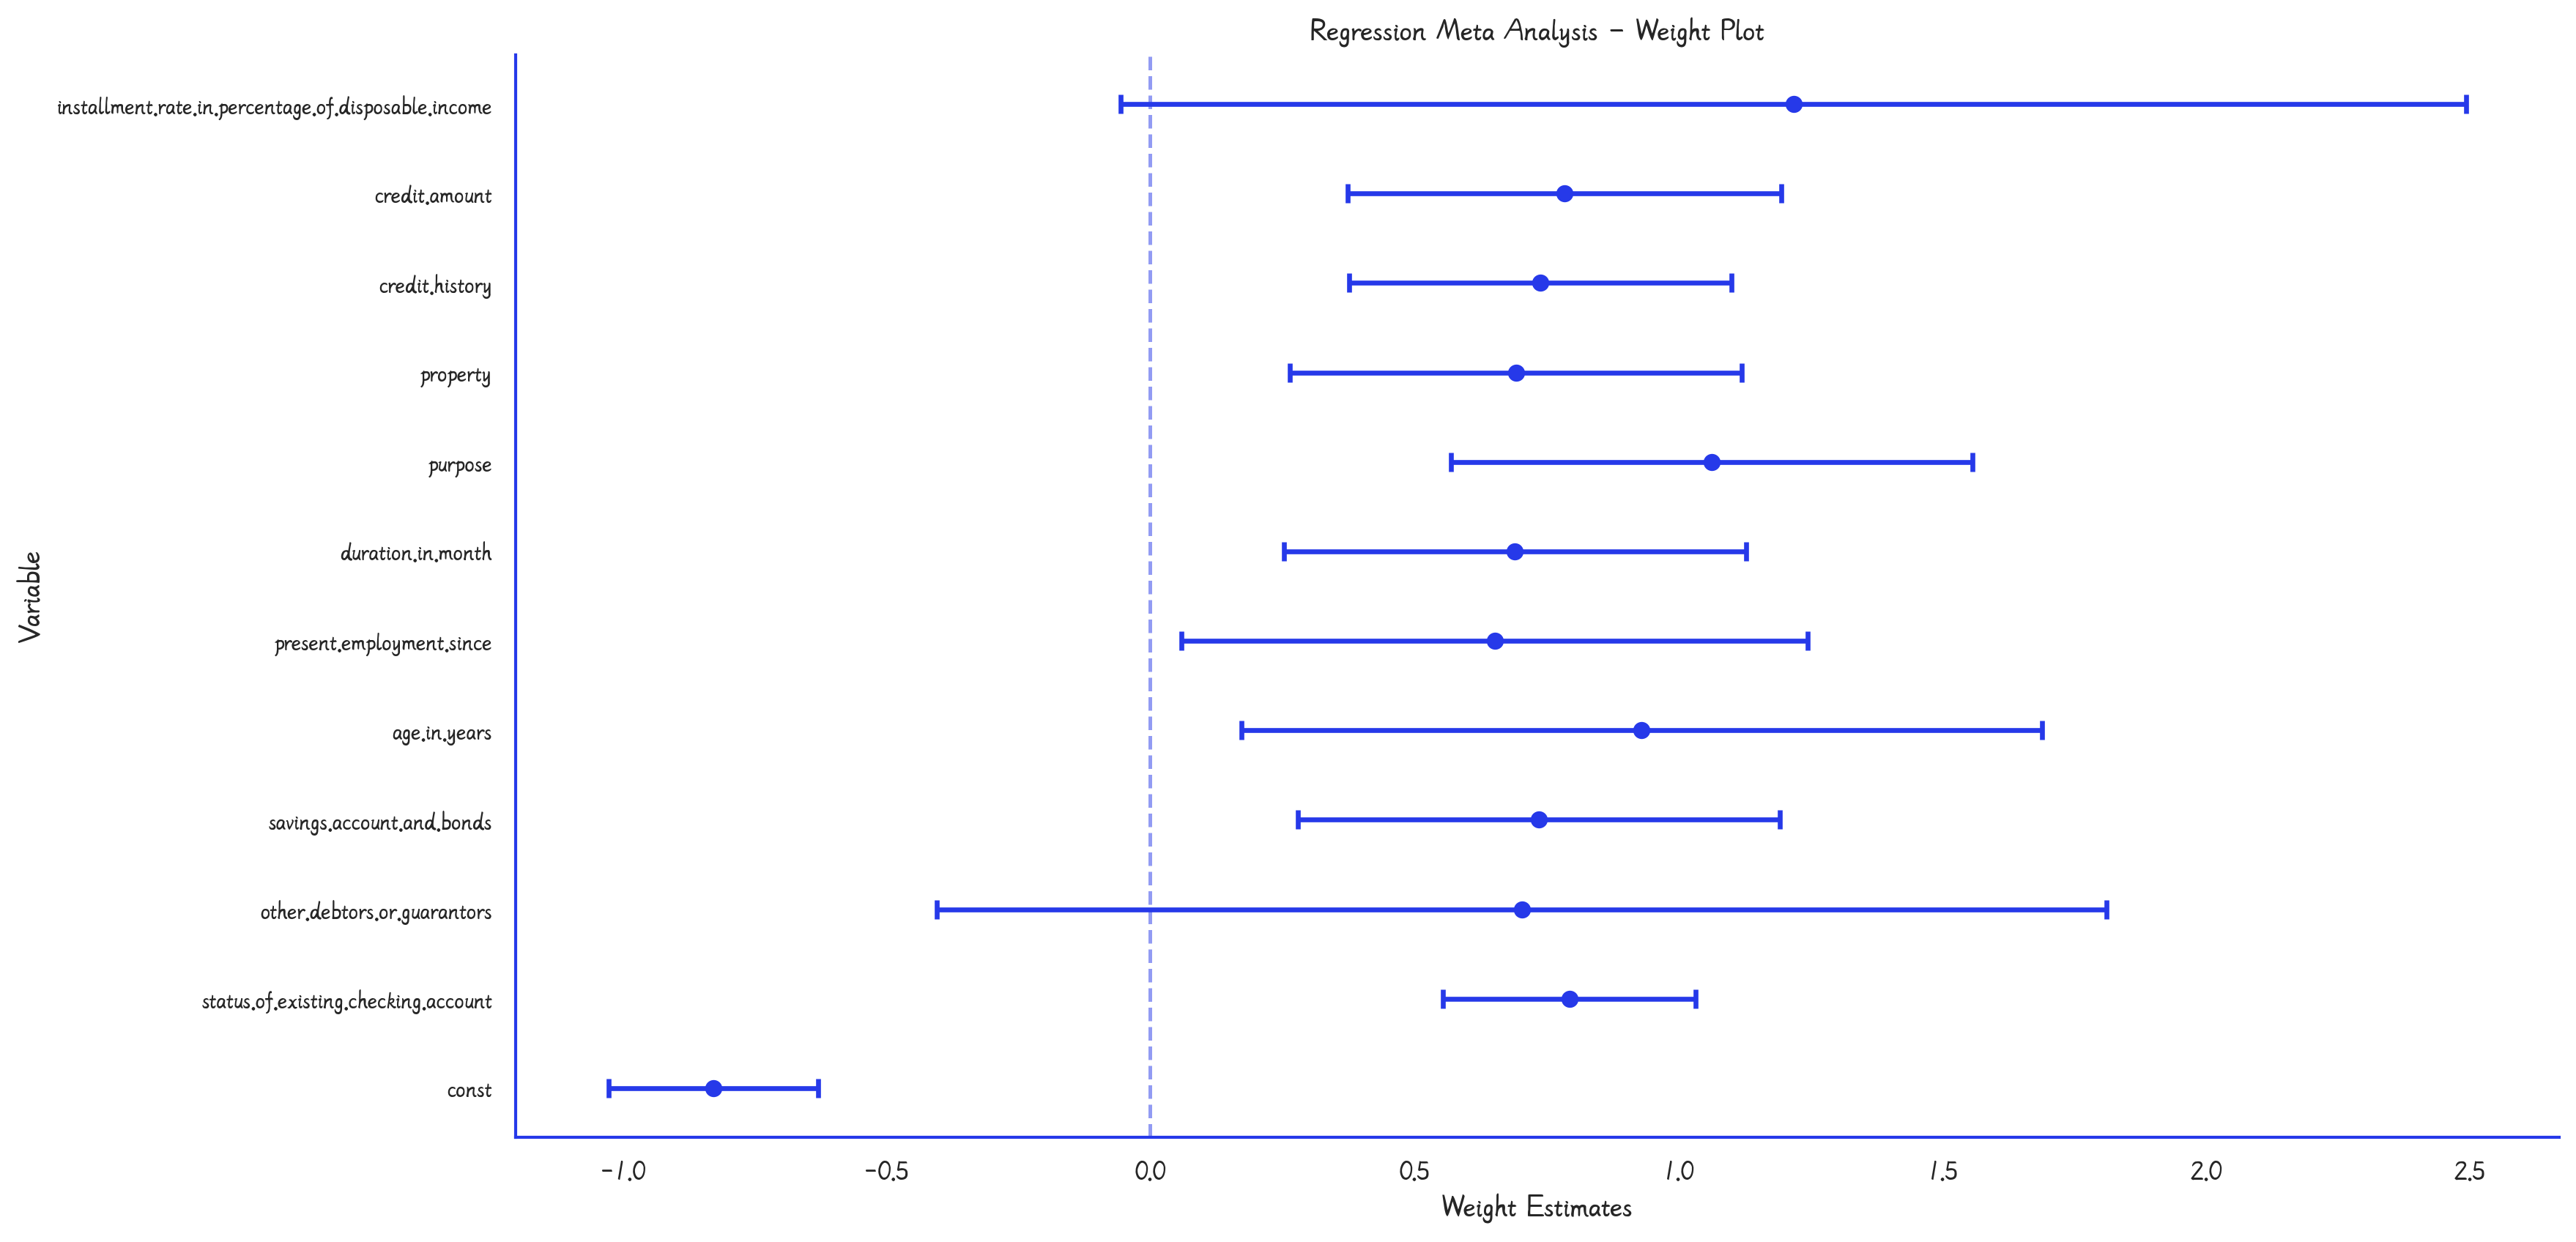 Regression Meta Analysis - Weight Plot
installment.rate.in.percentage.of.disposable.income
credit.amount
credit.history
property
purpose
duration.in.month
present.employment.since
age.in.years
savings.account.and.bonds
other.debtors.or.guarantors
status.of.existing.checking.account
const
Variable
-1.0 -0.5 0.0 0.5 1.0 1.5 2.0 2.5
Weight Estimates